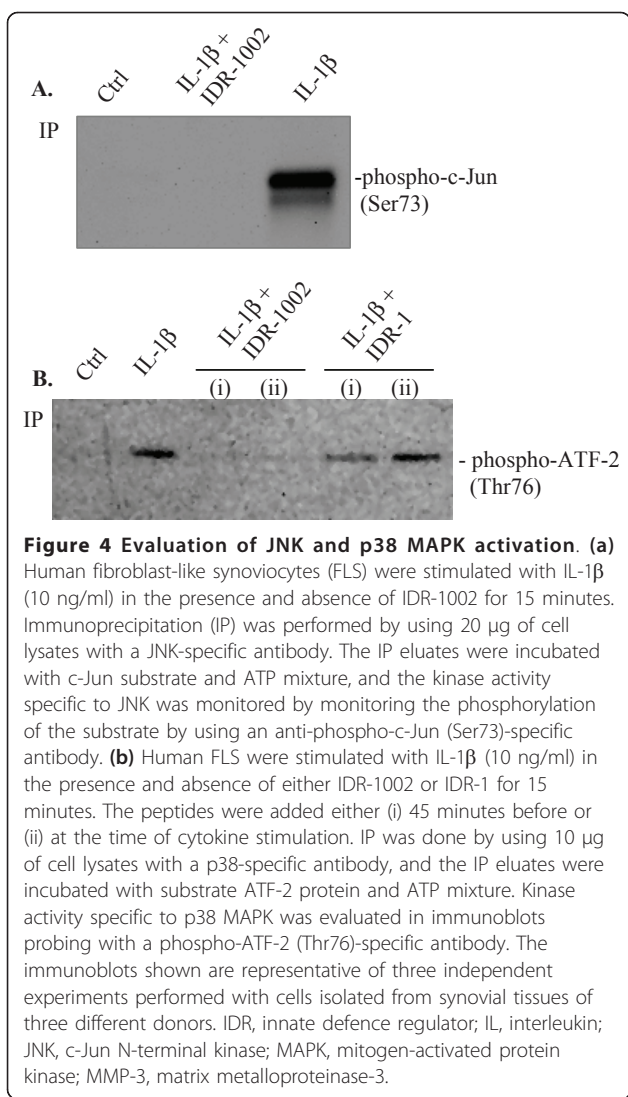 A.
Ctrl
IL-1β +
IDR-1002
IL-1β
IP
-phospho-c-Jun
(Ser73)
B.
Ctrl
IL-1β
IL-1β +
IDR-1002
IL-1β +
IDR-1
(i) (ii) (i) (ii)
IP
- phospho-ATF-2
(Thr76)
Figure 4 Evaluation of JNK and p38 MAPK activation. (a)
Human fibroblast-like synoviocytes (FLS) were stimulated with IL-1β
(10 ng/ml) in the presence and absence of IDR-1002 for 15 minutes.
Immunoprecipitation (IP) was performed by using 20 μg of cell
lysates with a JNK-specific antibody. The IP eluates were incubated
with c-Jun substrate and ATP mixture, and the kinase activity
specific to JNK was monitored by monitoring the phosphorylation
of the substrate by using an anti-phospho-c-Jun (Ser73)-specific
antibody. (b) Human FLS were stimulated with IL-1β (10 ng/ml) in
the presence and absence of either IDR-1002 or IDR-1 for 15
minutes. The peptides were added either (i) 45 minutes before or
(ii) at the time of cytokine stimulation. IP was done by using 10 μg
of cell lysates with a p38-specific antibody, and the IP eluates were
incubated with substrate ATF-2 protein and ATP mixture. Kinase
activity specific to p38 MAPK was evaluated in immunoblots
probing with a phospho-ATF-2 (Thr76)-specific antibody. The
immunoblots shown are representative of three independent
experiments performed with cells isolated from synovial tissues of
three different donors. IDR, innate defence regulator; IL, interleukin;
JNK, c-Jun N-terminal kinase; MAPK, mitogen-activated protein
kinase; MMP-3, matrix metalloproteinase-3.